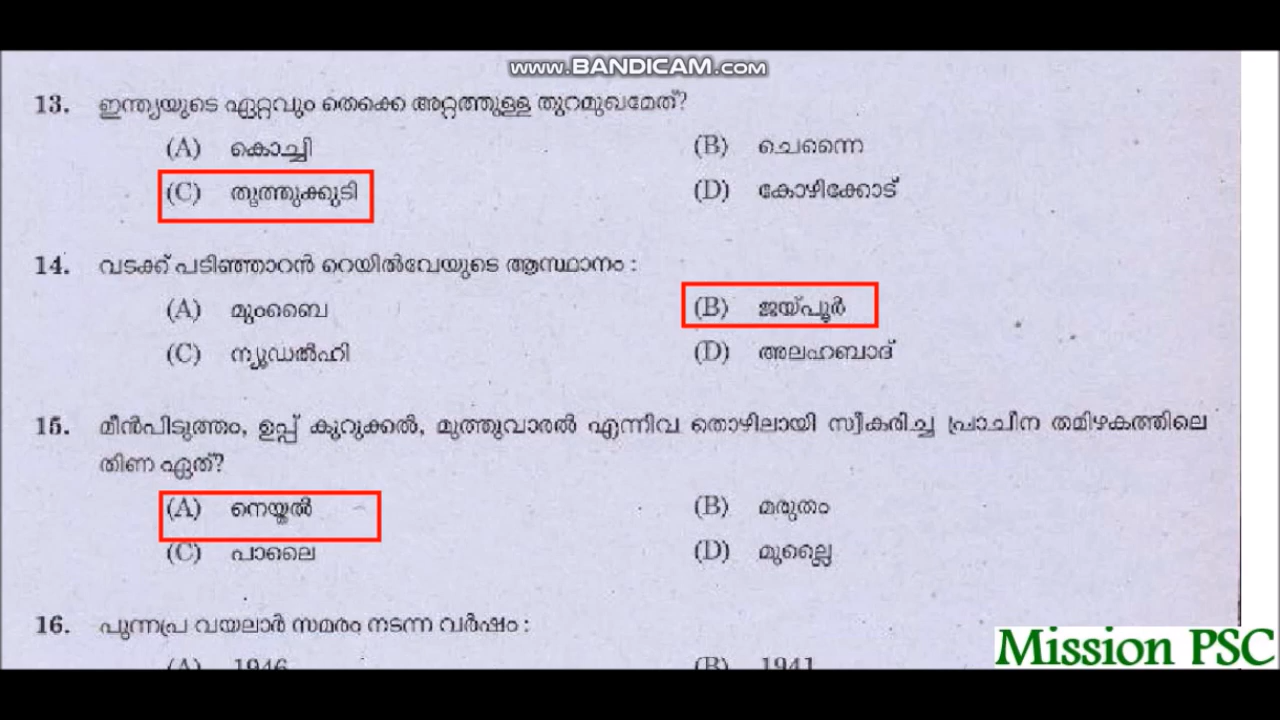 www.BANDICAM.com
13. ഇന്ത്യയുടെ ഏറ്റവും തെക്കെ അറ്റത്തുള്ള തുറമുഖമേത്?
(A) കൊച്ചി (B) ചെന്നൈ
(C) തൂത്തുക്കുടി (D) കോഴിക്കോട്
14. വടക്ക് പടിഞ്ഞാറൻ റെയിൽവേയുടെ ആസ്ഥാനം :
(A) മുംബൈ (B) ജയ്പൂർ
(C) ന്യൂഡൽഹി (D) അലഹബാദ്
15. മീൻപിടുത്തം, ഉപ്പ് കുറുക്കൽ, മുത്തുവാരൽ എന്നിവ തൊഴിലായി സ്വീകരിച്ച പ്രാചീന തമിഴകത്തിലെ
തിണ ഏത്?
(A) നെയ്തൽ (B) മരുതം
(C) പാലൈ (D) മുല്ലൈ
16. പുന്നപ്ര വയലാർ സമരം നടന്ന വർഷം :
(A) 1946 (B) 1941
Mission PSC